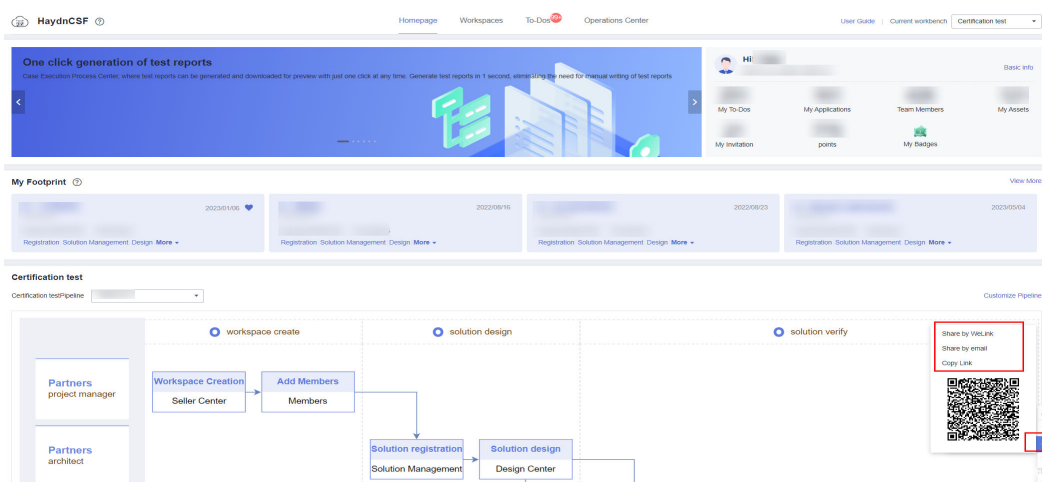 HaydnCSF ?
Homepage Workspaces To-Dos 99+ Operations Center
User Guide Current workbench Certification test
One click generation of test reports
Case Execution Process Center, where test reports can be generated and downloaded for preview with just one click at any time. Generate test reports in 1 second, eliminating the need for manual writing of test reports
Hi!
Basic info
My To-Dos My Applications Team Members My Assets
My Invitation points My Badges
My Footprint ?
View More
2023/01/06
Registration Solution Management Design More
2022/09/16
Registration Solution Management Design More
2022/09/23
Registration Solution Management Design More
2023/05/04
Registration Solution Management Design More
Certification test
Certification testPipeline
Customize Pipeline
workspace create
solution design
solution verify
Share by WeLink
Share by email
Copy Link
Partners
project manager
Workspace Creation
Seller Center
Add Members
Members
Partners
architect
Solution registration
Solution Management
Solution design
Design Center